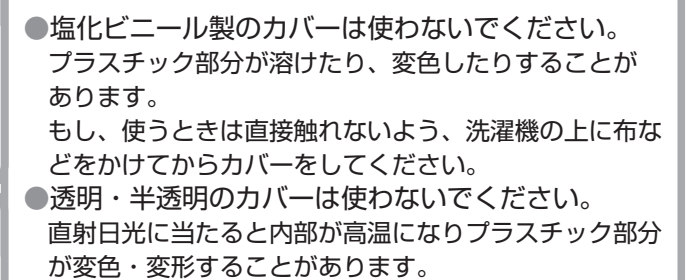 ●塩化ビニール製のカバーは使わないでください。
プラスチック部分が溶けたり、変色したりすることが
あります。
もし、使うときは直接触れないよう、洗濯機の上に布な
どをかけてからカバーをしてください。
●透明・半透明のカバーは使わないでください。
直射日光に当たると内部が高温になりプラスチック部分
が変色・変形することがあります。